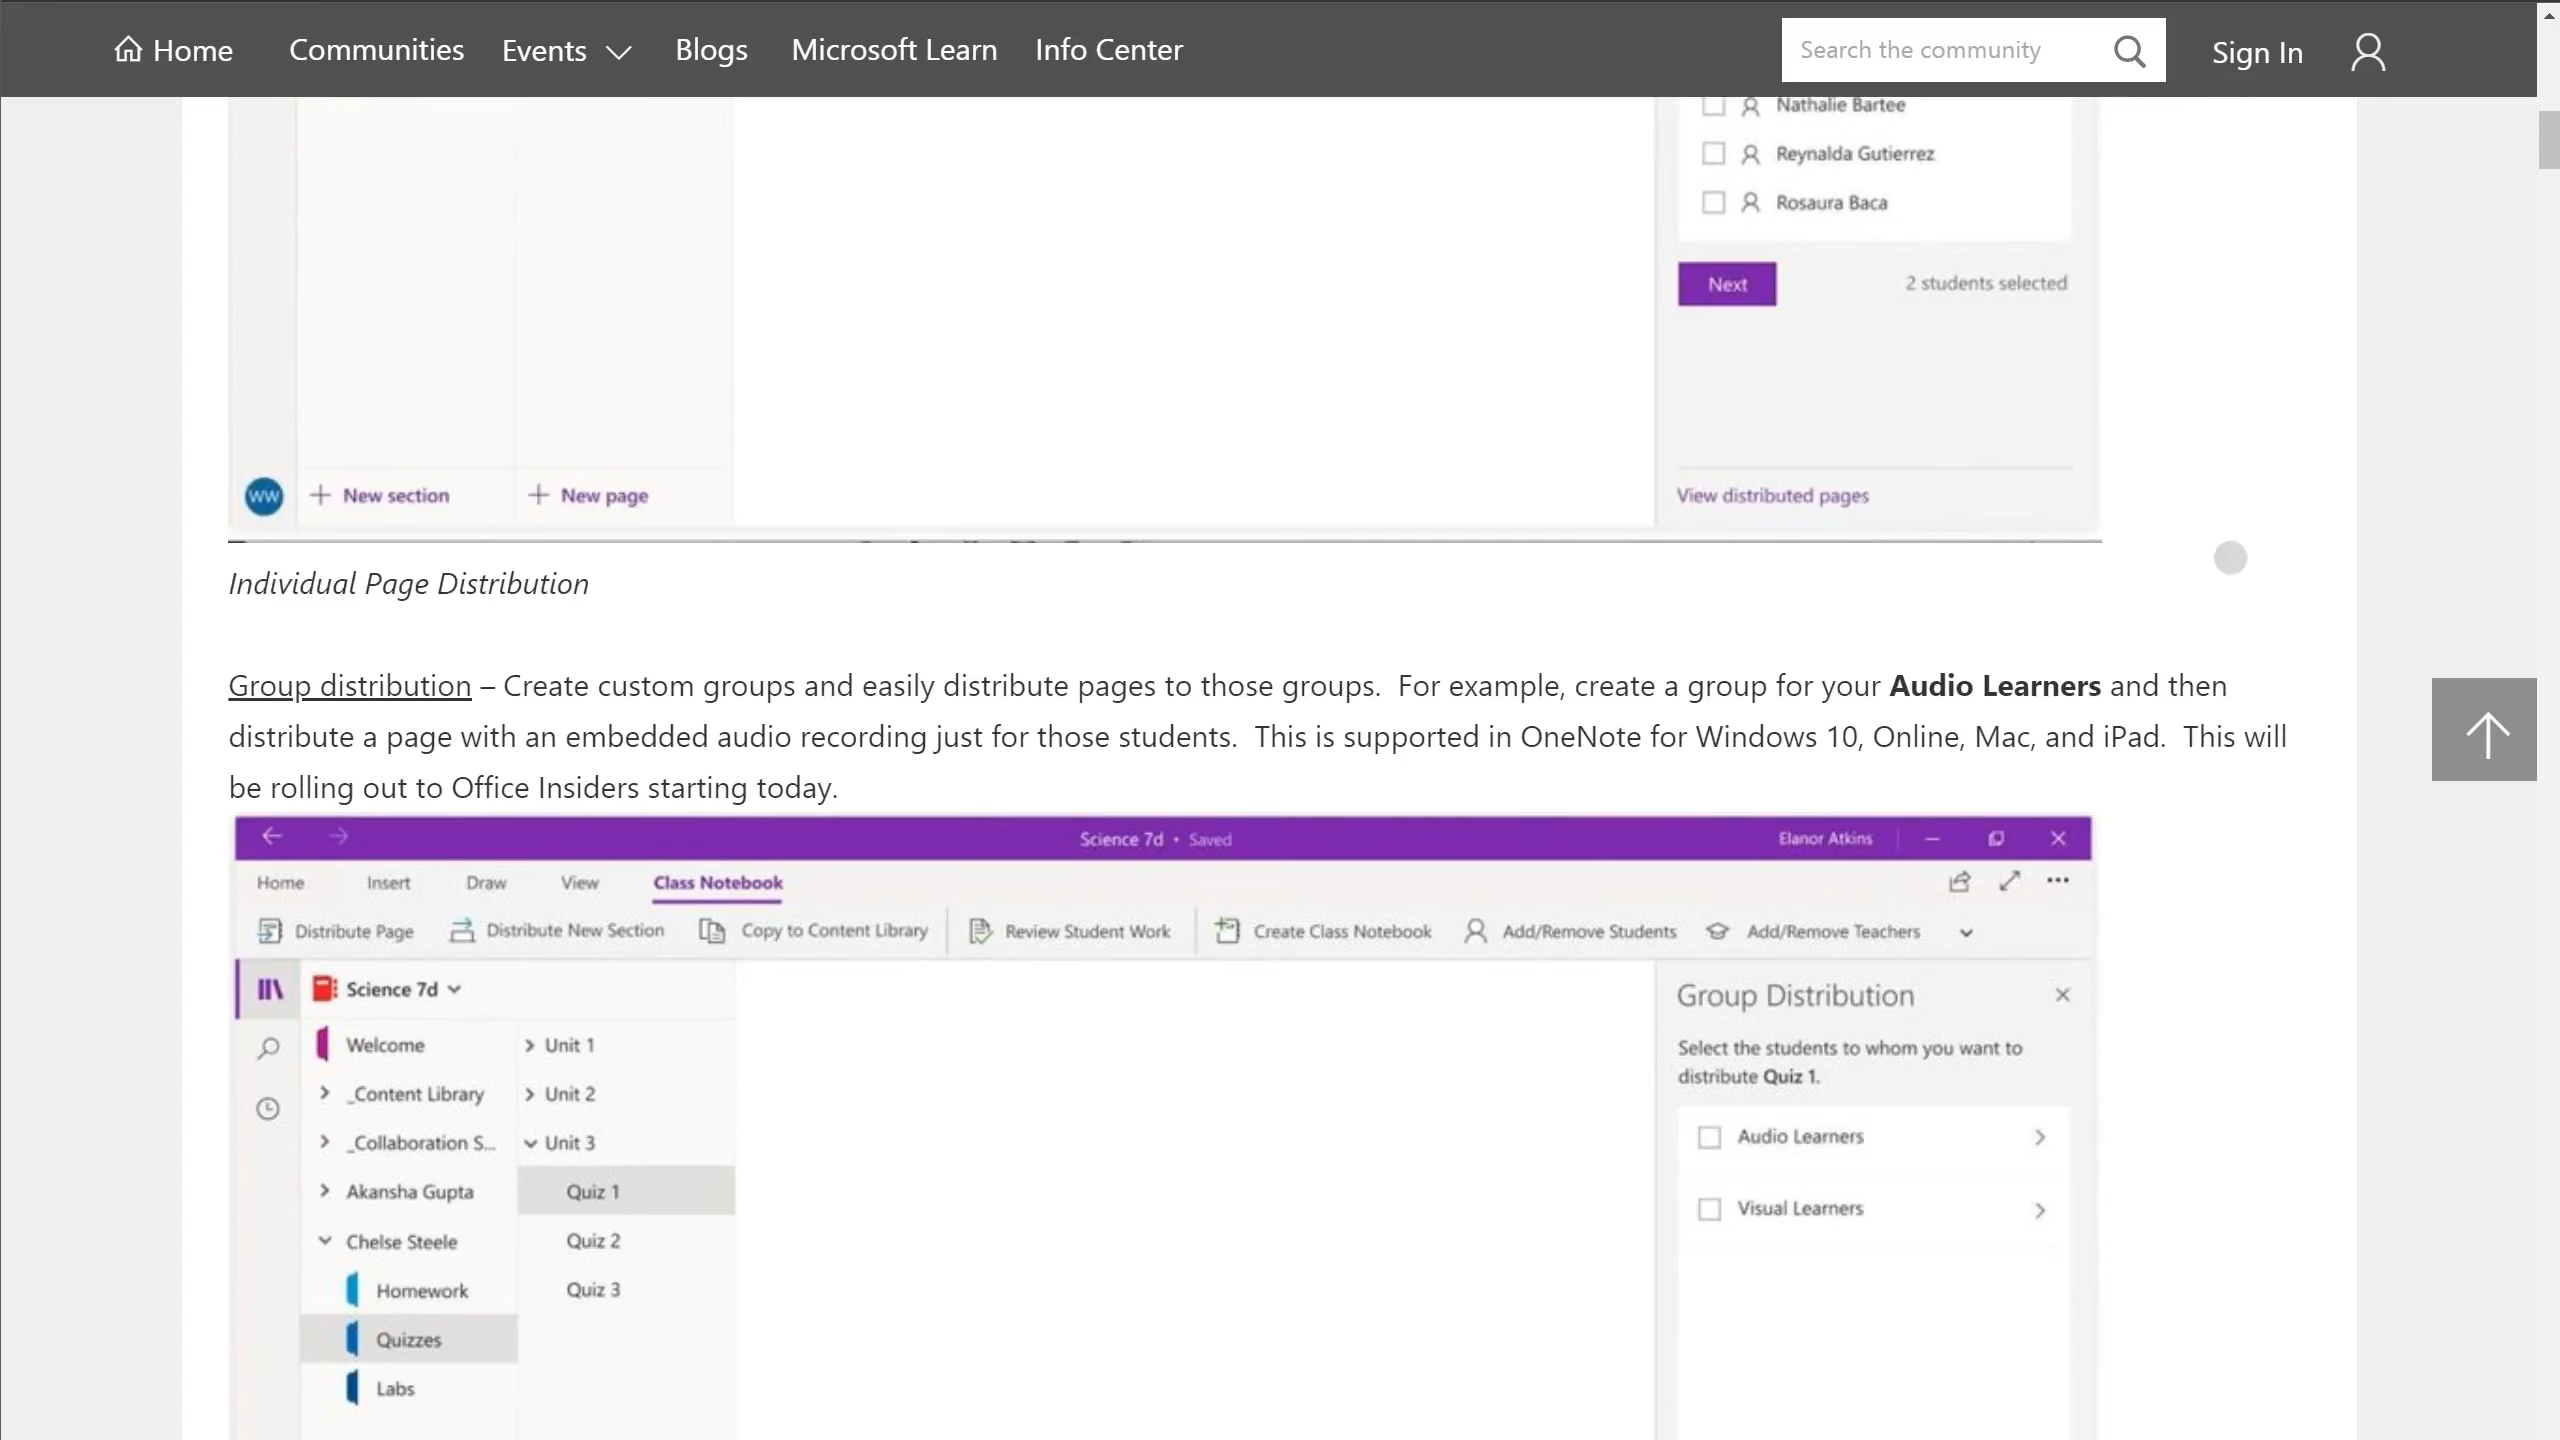 Home Communities Events Blogs Microsoft Learn Info Center Search the community Sign In
Nathalie Bartee
Reynalda Gutierrez
Rosaura Baca
Next 2 students selected
WW + New section + New page View distributed pages
Individual Page Distribution
Group distribution – Create custom groups and easily distribute pages to those groups.  For example, create a group for your Audio Learners and then
distribute a page with an embedded audio recording just for those students.  This is supported in OneNote for Windows 10, Online, Mac, and iPad.  This will
be rolling out to Office Insiders starting today.
Science 7d • Saved Elanor Atkins
Home Insert Draw View Class Notebook
Distribute Page Distribute New Section Copy to Content Library Review Student Work Create Class Notebook Add/Remove Students Add/Remove Teachers
Science 7d
Welcome
_Content Library
_Collaboration S...
Akansha Gupta
Chelse Steele
Homework
Quizzes
Labs
Unit 1
Unit 2
Unit 3
Quiz 1
Quiz 2
Quiz 3
Group Distribution
Select the students to whom you want to
distribute Quiz 1.
Audio Learners
Visual Learners